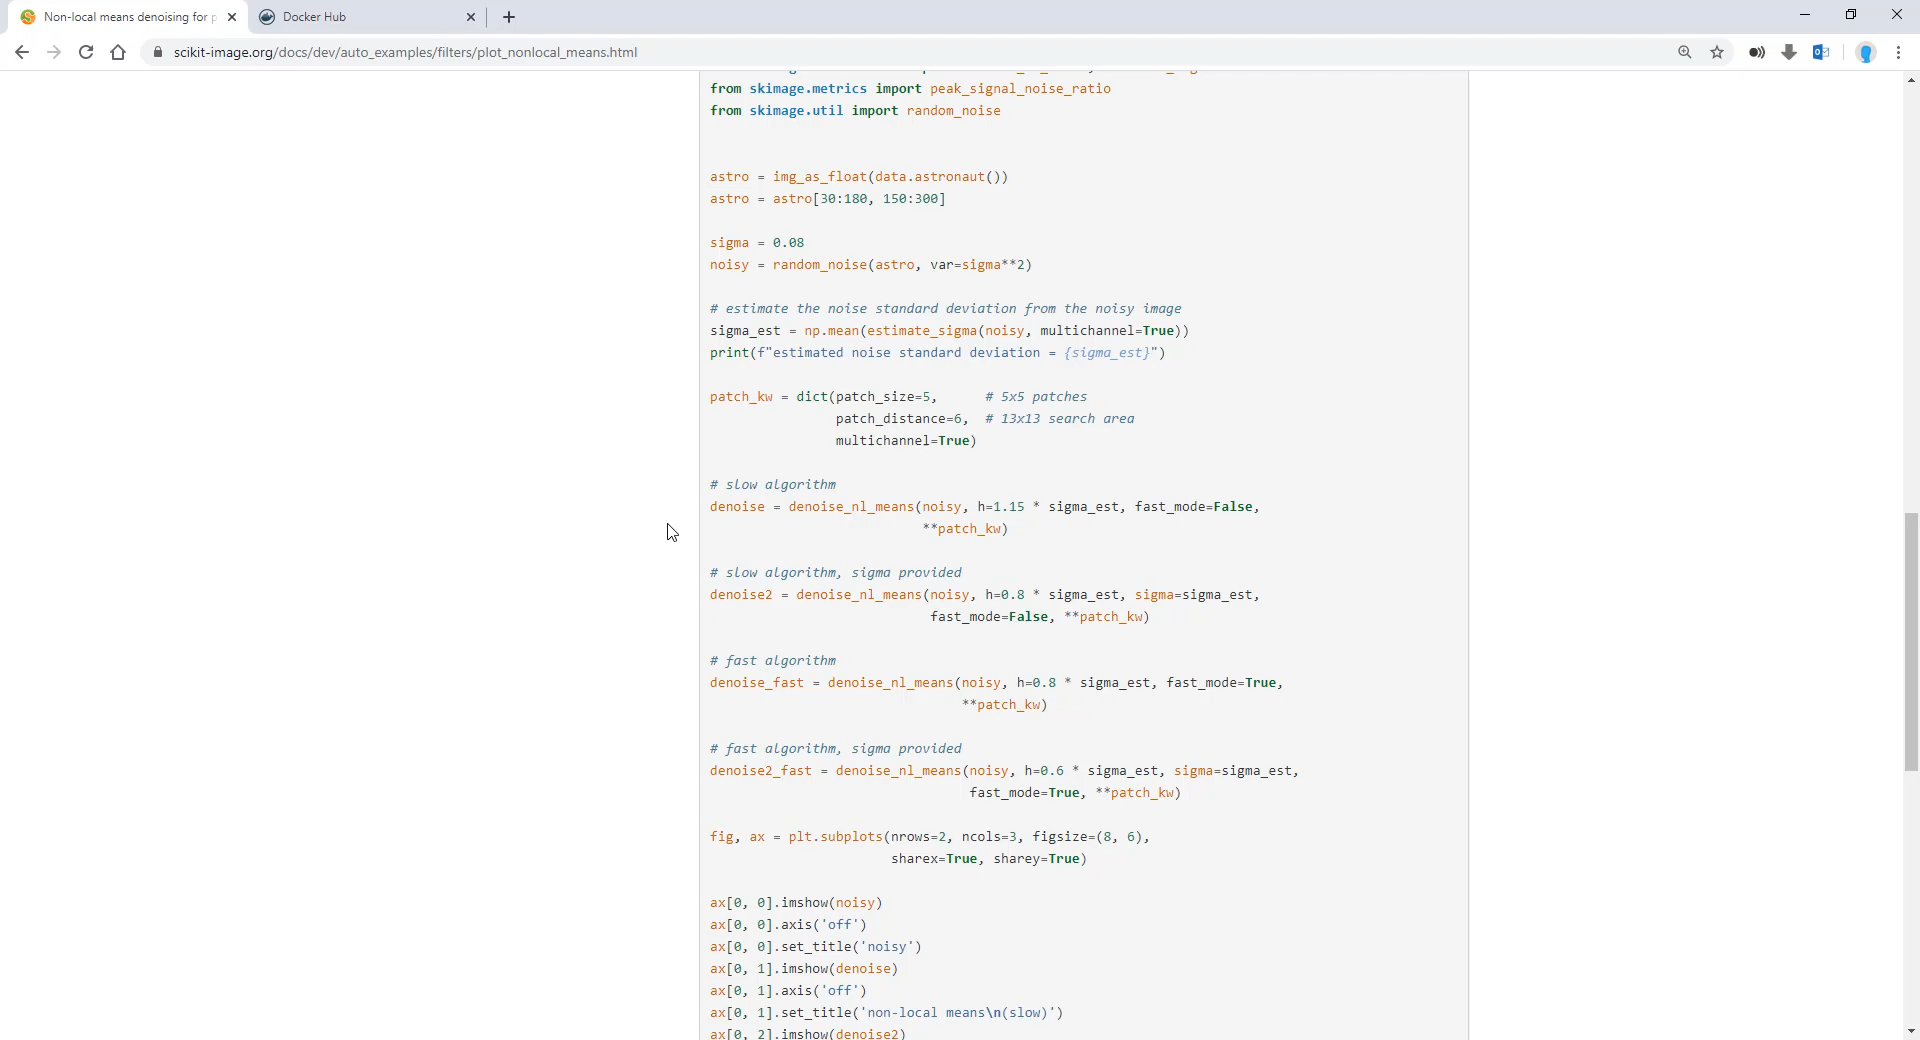 Non-local means denoising for p
Docker Hub
scikit-image.org/docs/dev/auto_examples/filters/plot_nonlocal_means.html
from skimage.metrics import peak_signal_noise_ratio
from skimage.util import random_noise
astro = img_as_float(data.astronaut())
astro = astro[30:180, 150:300]
sigma = 0.08
noisy = random_noise(astro, var=sigma**2)
# estimate the noise standard deviation from the noisy image
sigma_est = np.mean(estimate_sigma(noisy, multichannel=True))
print(f"estimated noise standard deviation = {sigma_est}")
patch_kw = dict(patch_size=5,      # 5x5 patches
                patch_distance=6,  # 13x13 search area
                multichannel=True)
# slow algorithm
denoise = denoise_nl_means(noisy, h=1.15 * sigma_est, fast_mode=False,
                           **patch_kw)
# slow algorithm, sigma provided
denoise2 = denoise_nl_means(noisy, h=0.8 * sigma_est, sigma=sigma_est,
                            fast_mode=False, **patch_kw)
# fast algorithm
denoise_fast = denoise_nl_means(noisy, h=0.8 * sigma_est, fast_mode=True,
                                **patch_kw)
# fast algorithm, sigma provided
denoise2_fast = denoise_nl_means(noisy, h=0.6 * sigma_est, sigma=sigma_est,
                                 fast_mode=True, **patch_kw)
fig, ax = plt.subplots(nrows=2, ncols=3, figsize=(8, 6),
                       sharex=True, sharey=True)
ax[0, 0].imshow(noisy)
ax[0, 0].axis('off')
ax[0, 0].set_title('noisy')
ax[0, 1].imshow(denoise)
ax[0, 1].axis('off')
ax[0, 1].set_title('non-local means\n(slow)')
ax[0, 2].imshow(denoise2)